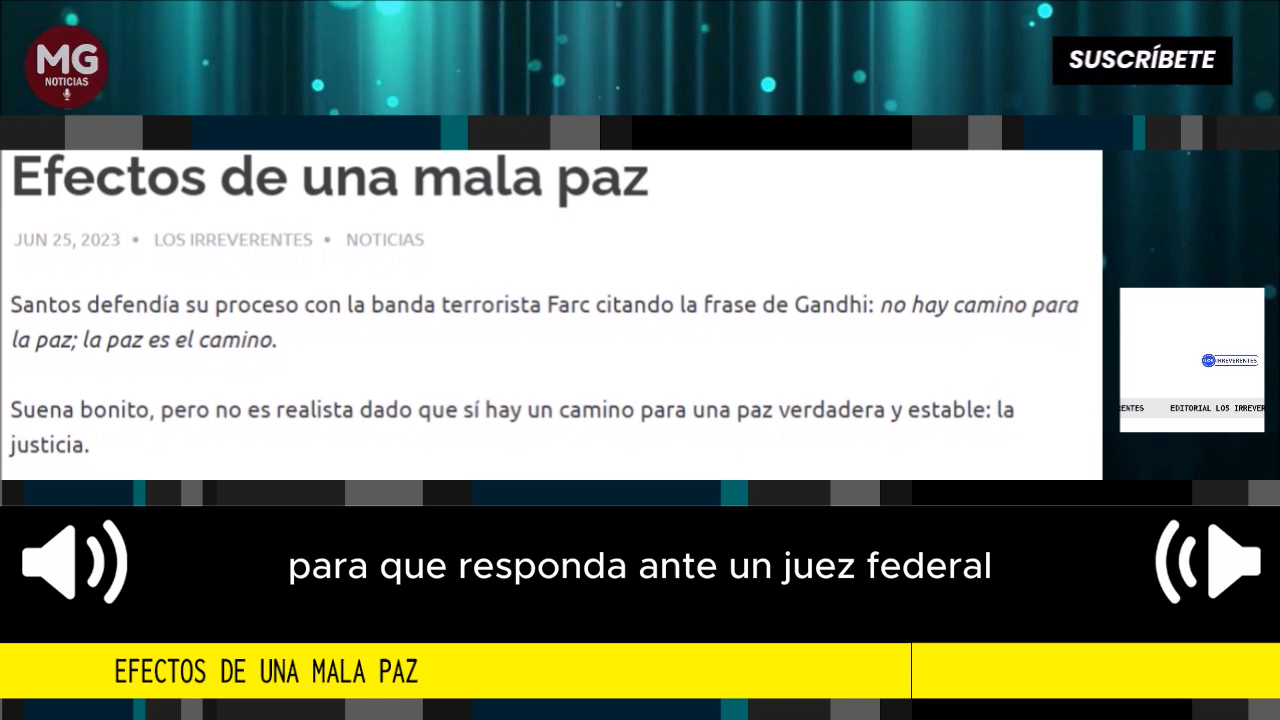 MG
NOTICIAS
SUSCRÍBETE
Efectos de una mala paz
JUN 25, 2023 • LOS IRREVERENTES • NOTICIAS
Santos defendía su proceso con la banda terrorista Farc citando la frase de Gandhi: no hay camino para
la paz; la paz es el camino.
Suena bonito, pero no es realista dado que sí hay un camino para una paz verdadera y estable: la
justicia.
IRREVERENTES
ENTES EDITORIAL LOS IRREVER
para que responda ante un juez federal
EFECTOS DE UNA MALA PAZ